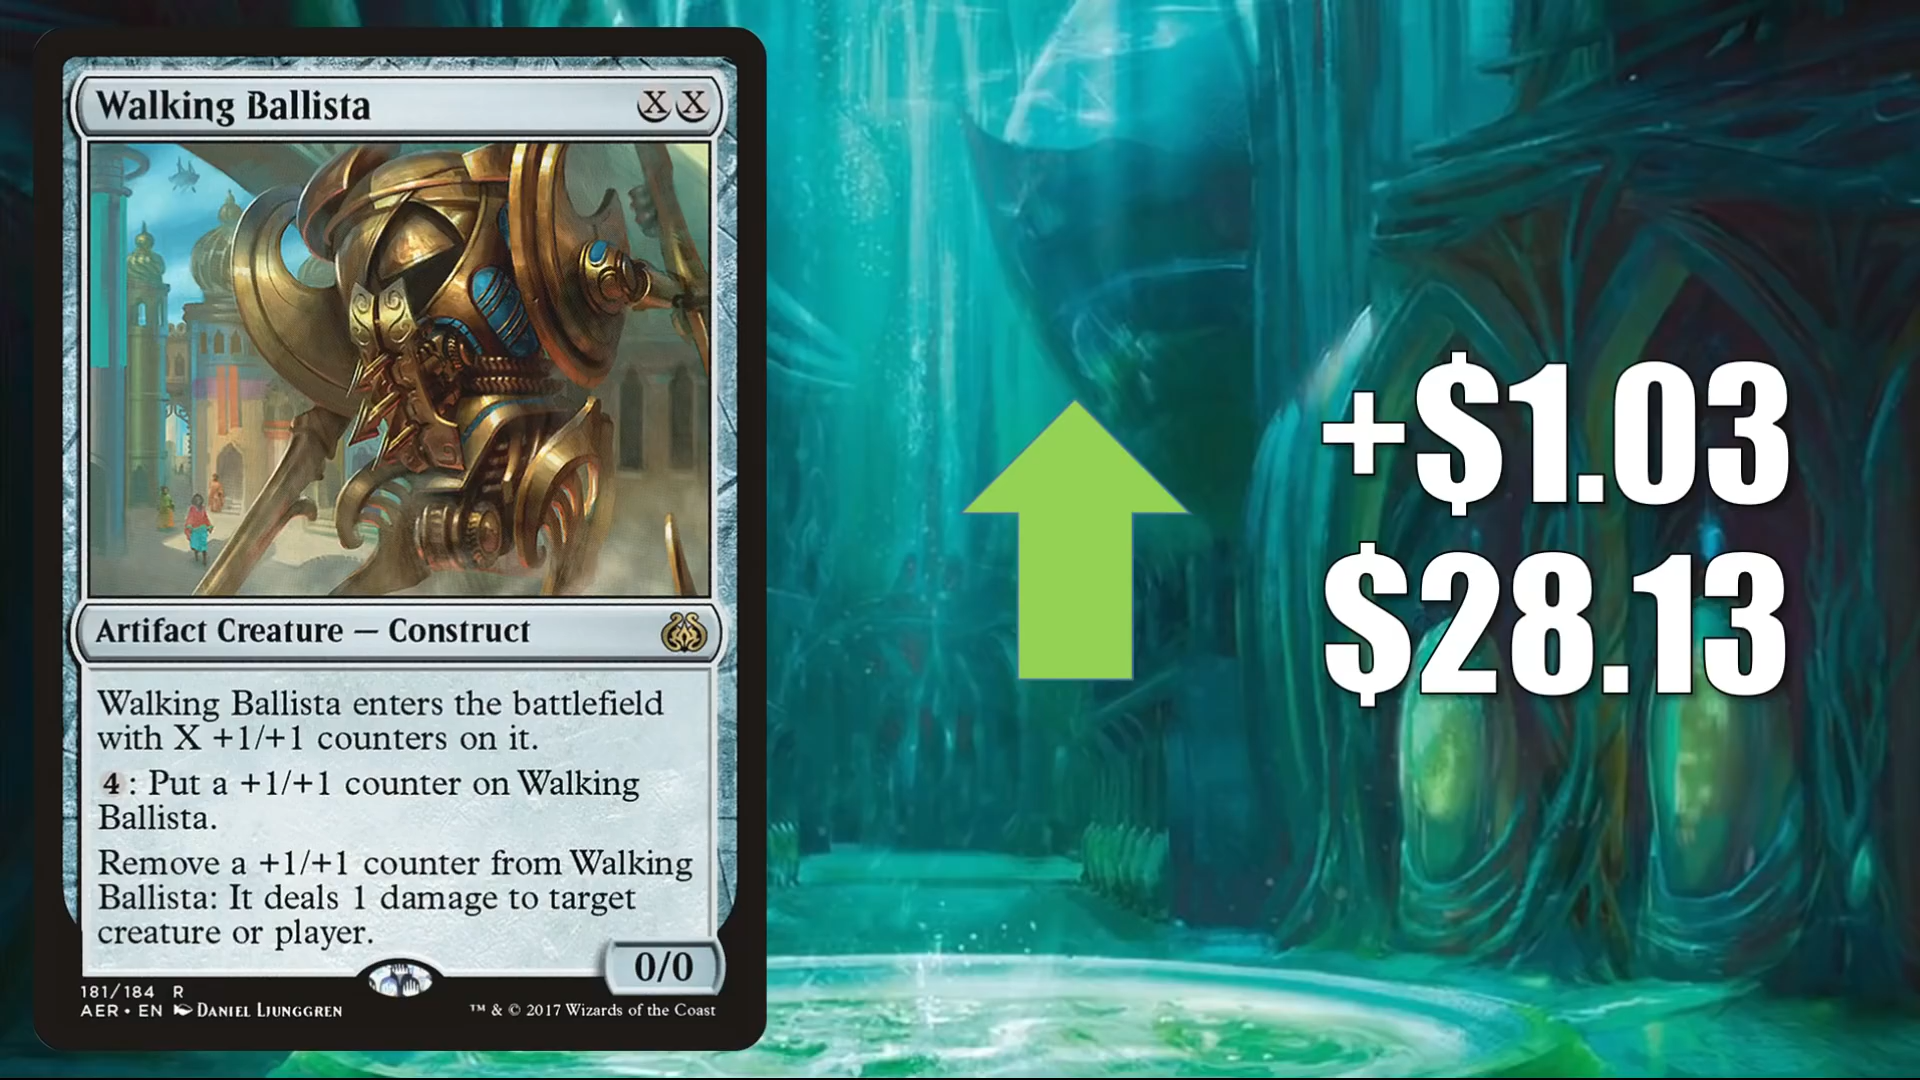 Walking Ballista XX
Artifact Creature — Construct
Walking Ballista enters the battlefield
with X +1/+1 counters on it.
4: Put a +1/+1 counter on Walking
Ballista.
Remove a +1/+1 counter from Walking
Ballista: It deals 1 damage to target
creature or player.
0/0
181/184 R
AER • EN Daniel Ljunggren
™ & © 2017 Wizards of the Coast
+$1.03
$28.13